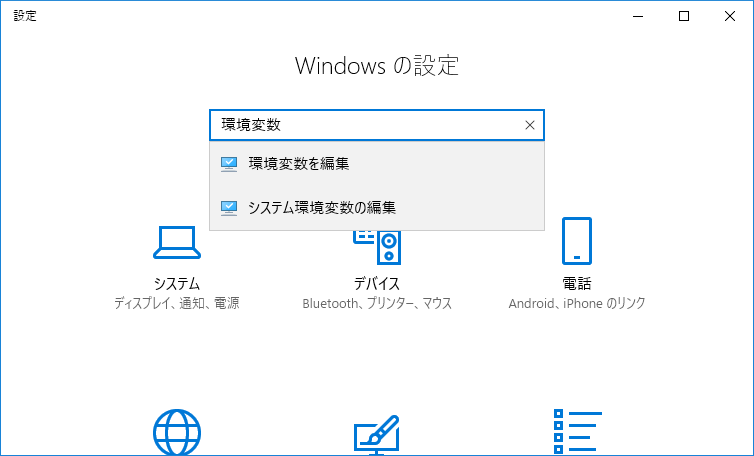 設定
Windows の設定
環境変数
環境変数を編集
システム環境変数の編集
システム
ディスプレイ、通知、電源
デバイス
Bluetooth、プリンター、マウス
電話
Android、iPhone のリンク